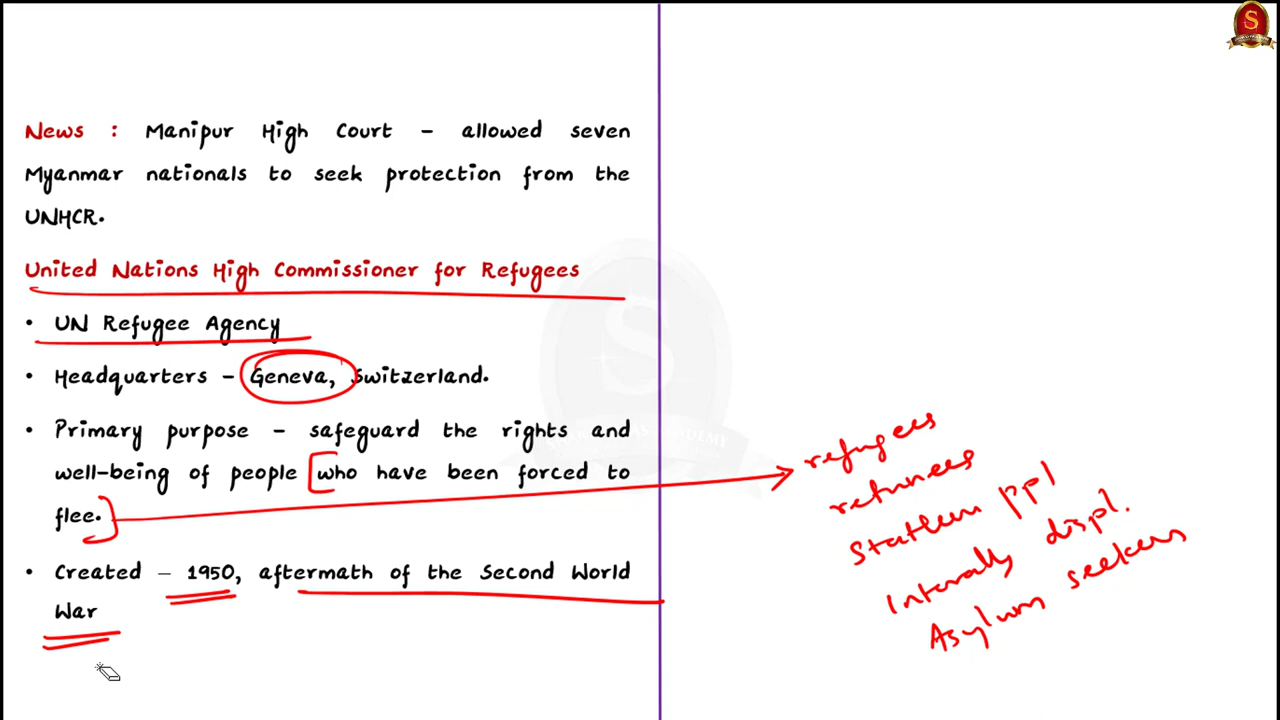 News : Manipur High Court – allowed seven
Myanmar nationals to seek protection from the
UNHCR.
United Nations High Commissioner for Refugees
• UN Refugee Agency
• Headquarters – Geneva, Switzerland.
• Primary purpose – safeguard the rights and
well-being of people who have been forced to
flee.
• Created – 1950, aftermath of the Second World
War
refugees
returnees
Stateless ppl
Internally displ.
Asylum seekers
S